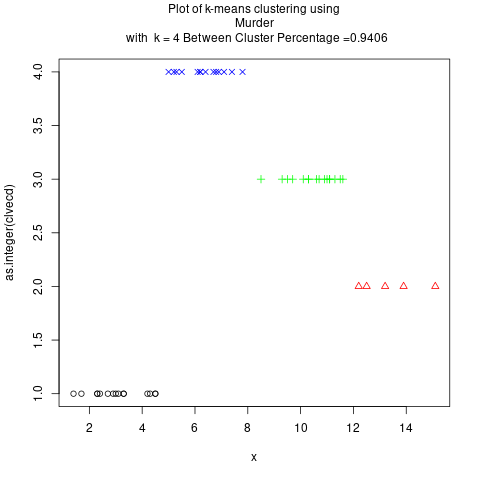 Plot of k-means clustering using
Murder
with k = 4 Between Cluster Percentage =0.9406
as.integer(clvecd)
4.0
3.5
3.0
2.5
2.0
1.5
1.0
2 4 6 8 10 12 14
x